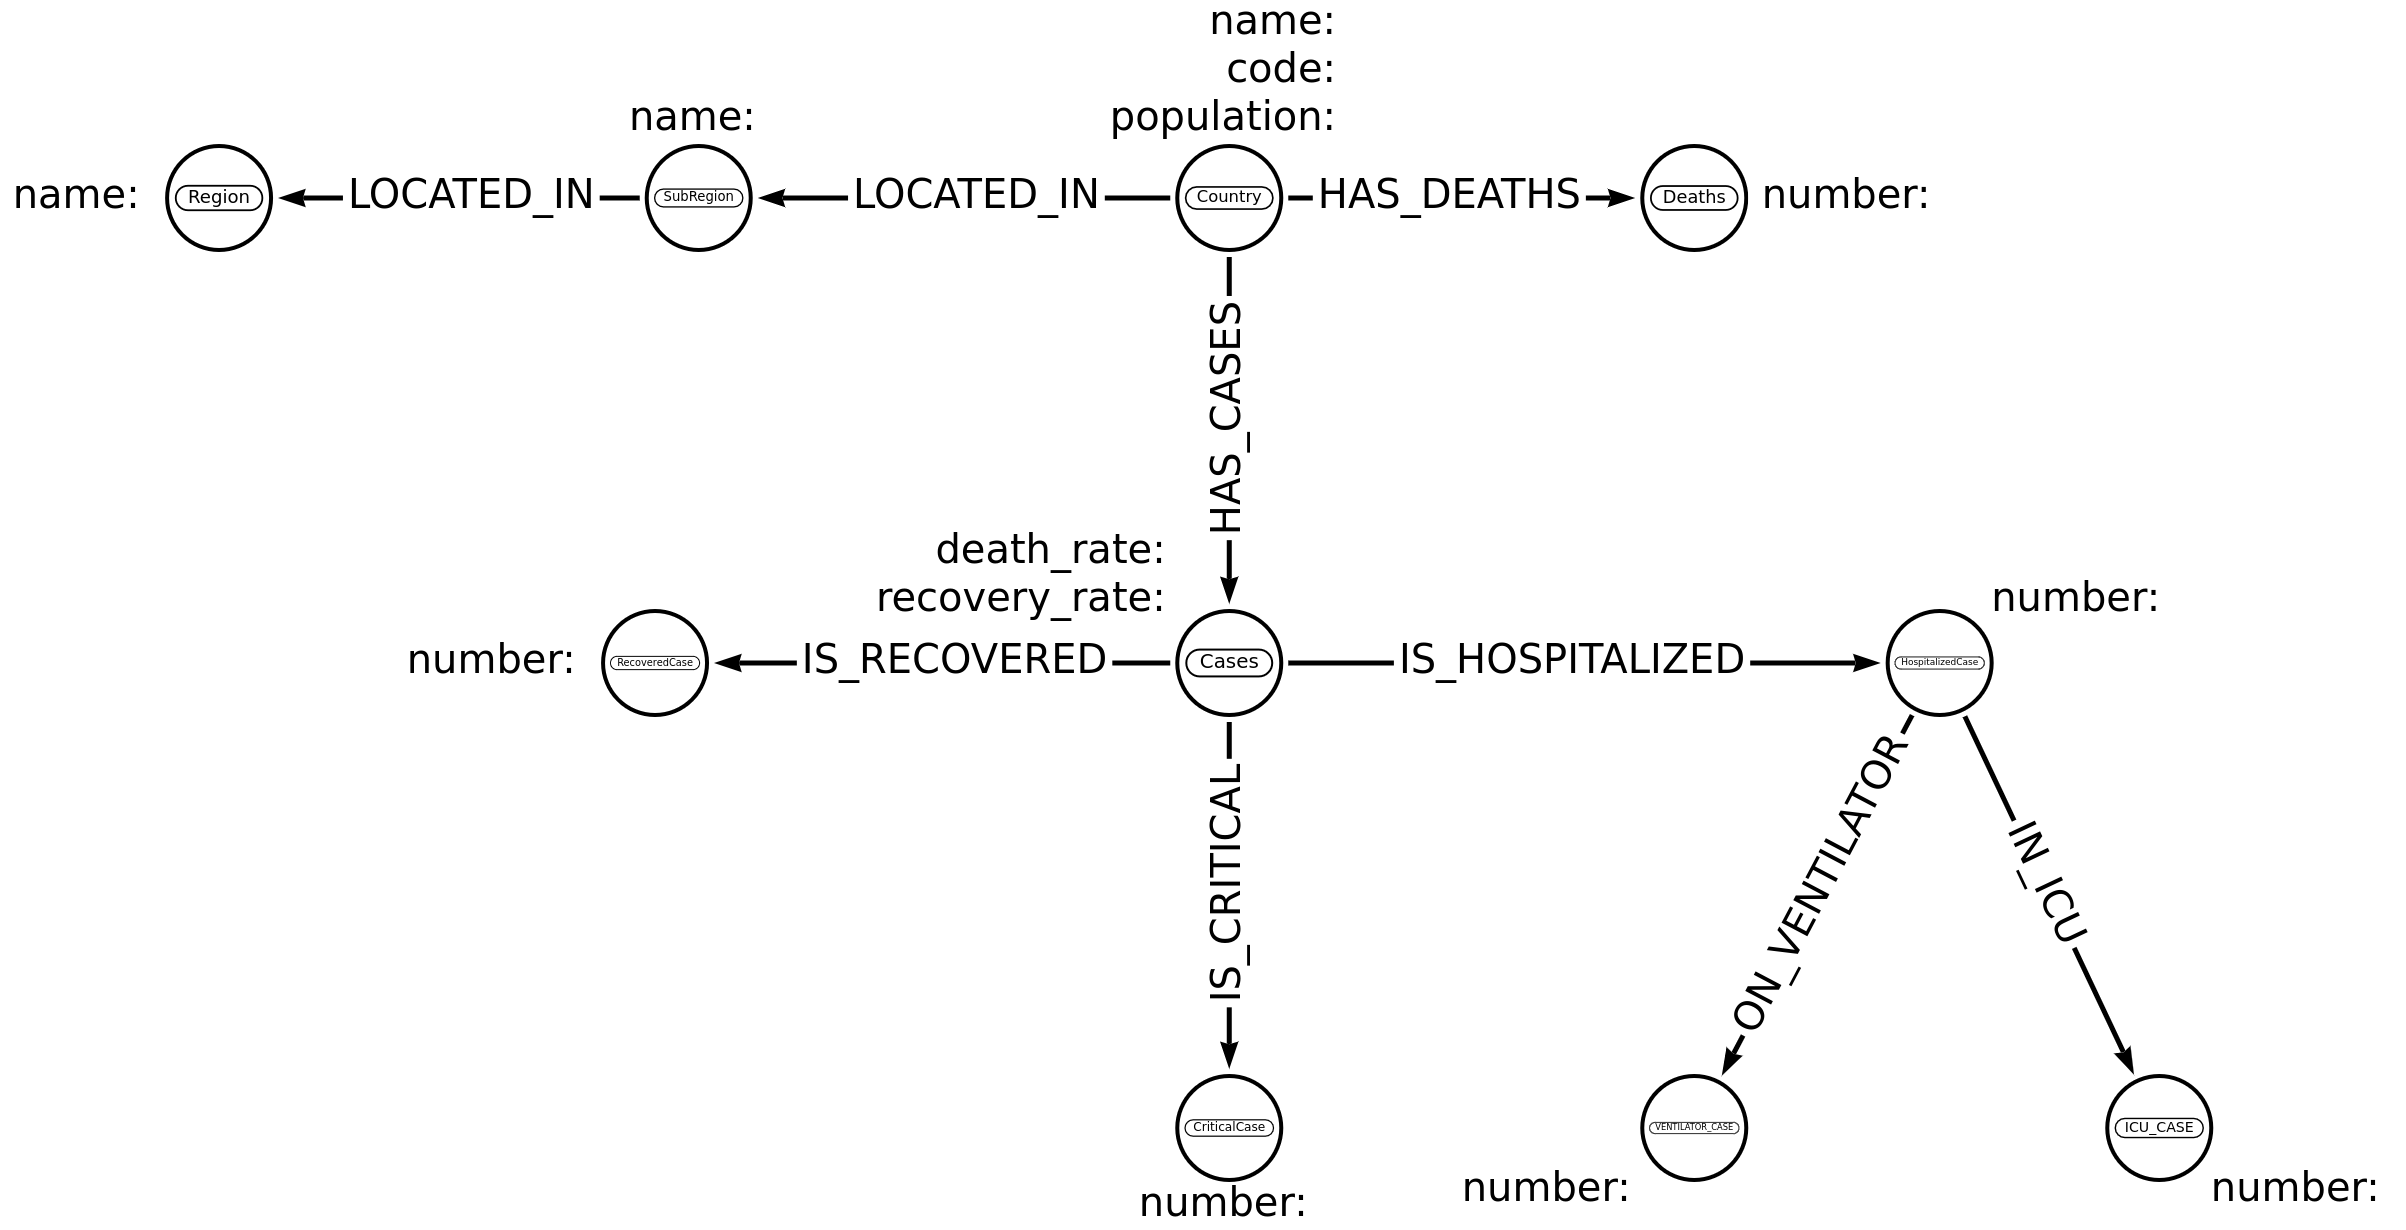 name:
code:
population:
name:
name:
Region
LOCATED_IN
SubRegion
LOCATED_IN
Country
HAS_DEATHS
Deaths
number:
HAS_CASES
death_rate:
recovery_rate:
number:
number:
RecoveredCase
IS_RECOVERED
Cases
IS_HOSPITALIZED
HospitalizedCase
IS_CRITICAL
ON_VENTILATOR
IN_ICU
CriticalCase
VENTILATOR_CASE
ICU_CASE
number:
number:
number: